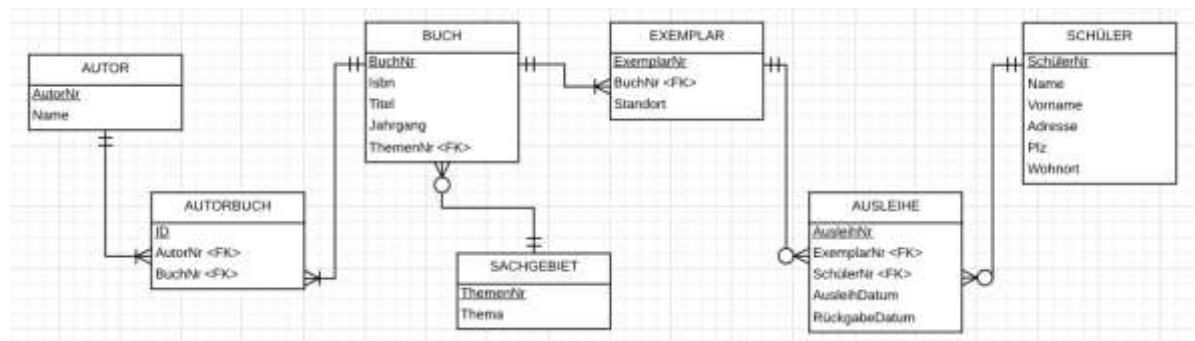 AUTOR
AutorNr
Name
AUTORBUCH
ID
AutorNr <FK>
BuchNr <FK>
BUCH
BuchNr
Isbn
Titel
Jahrgang
ThemenNr <FK>
SACHGEBIET
ThemenNr
Thema
EXEMPLAR
ExemplarNr
BuchNr <FK>
Standort
AUSLEIHE
AusleihNr
ExemplarNr <FK>
SchülerNr <FK>
AusleihDatum
RückgabeDatum
SCHÜLER
SchülerNr
Name
Vorname
Adresse
Plz
Wohnort